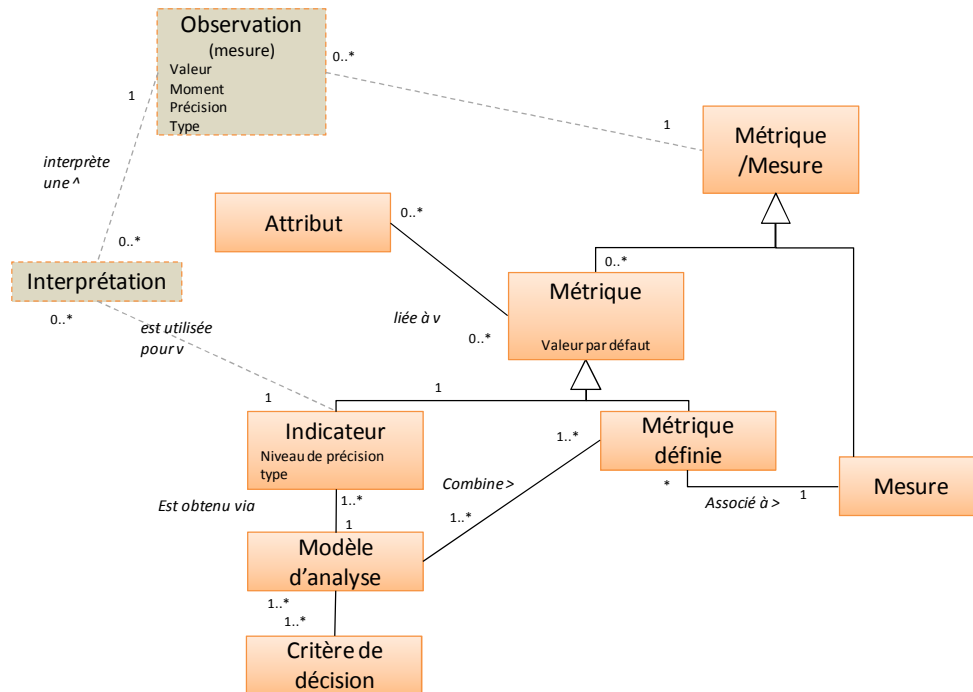 Observation
(mesure)
Valeur
Moment
Précision
Type
0..*
1
1
Métrique
/Mesure
interprète
une ^
Attribut
0..*
0..*
0..*
Interprétation
Métrique
Valeur par défaut
0..*
est utilisée
pour v
liée à v
0..*
1
1
Indicateur
Niveau de précision
type
Métrique
définie
1..*
Combine >
*
Associé à >
1
Mesure
Est obtenu via
1..*
1
1..*
Modèle
d’analyse
1..*
1..*
Critère de
décision